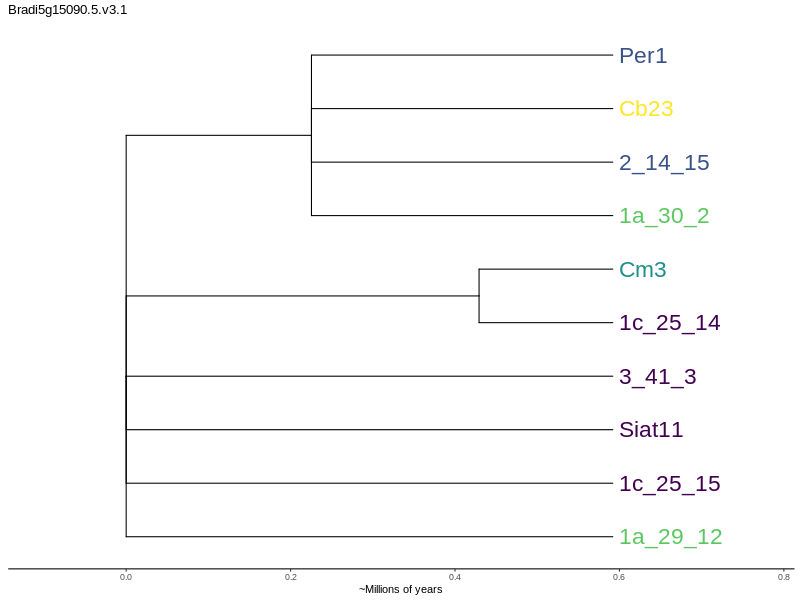 Bradi5g15090.5.v3.1
Per1
Cb23
2_14_15
1a_30_2
Cm3
1c_25_14
3_41_3
Siat11
1c_25_15
1a_29_12
0.0 0.2 0.4 0.6 0.8
~Millions of years